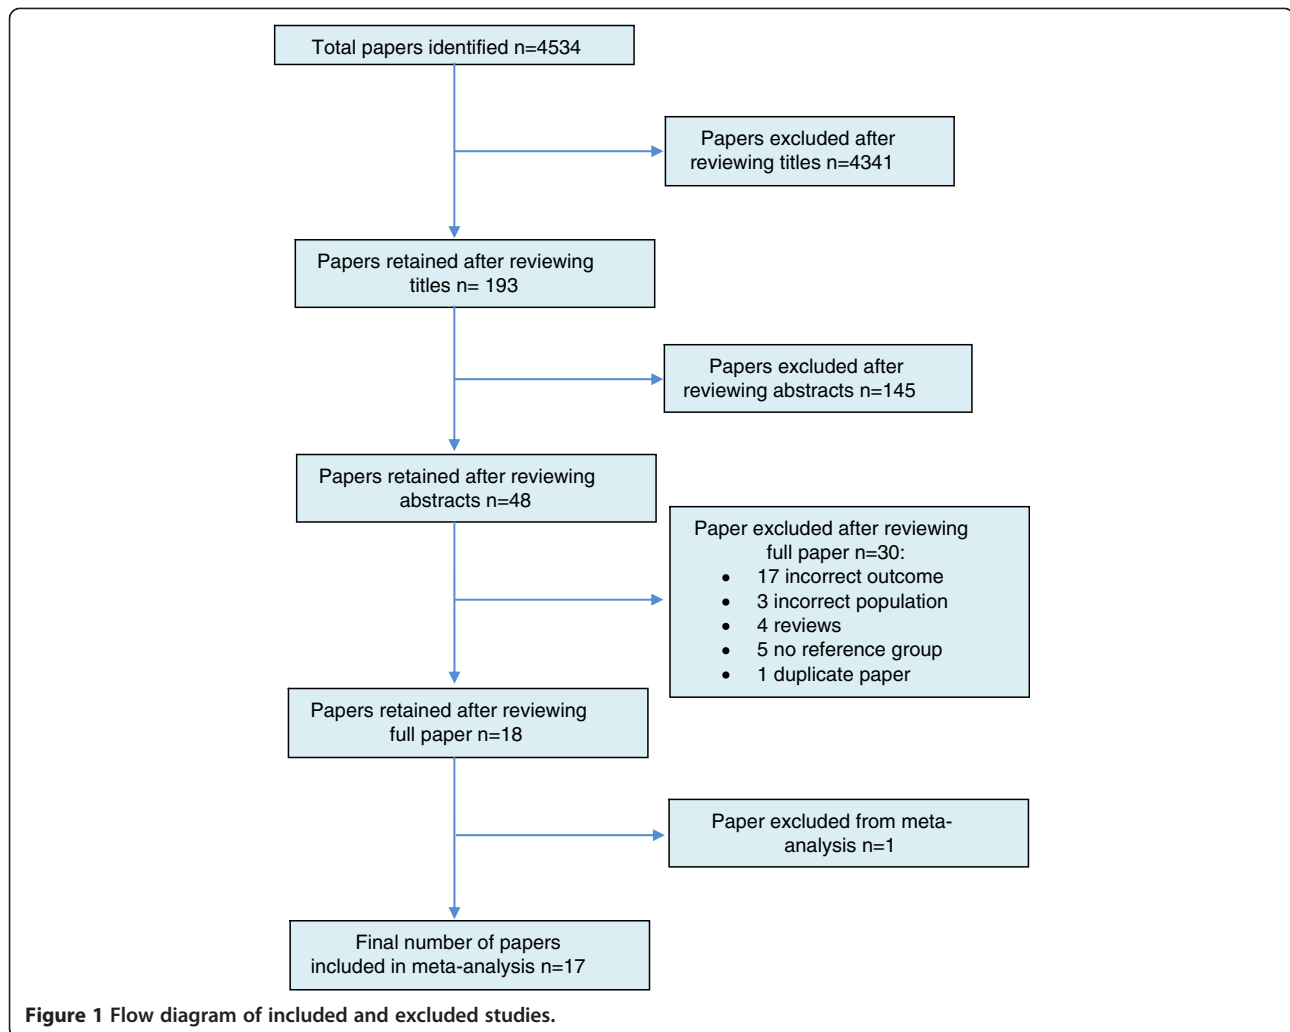 Total papers identified n=4534
Papers excluded after
reviewing titles n=4341
Papers retained after reviewing
titles n= 193
Papers excluded after
reviewing abstracts n=145
Papers retained after reviewing
abstracts n=48
Paper excluded after reviewing
full paper n=30:
• 17 incorrect outcome
• 3 incorrect population
• 4 reviews
• 5 no reference group
• 1 duplicate paper
Papers retained after reviewing
full paper n=18
Paper excluded from meta-
analysis n=1
Final number of papers
included in meta-analysis n=17
Figure 1 Flow diagram of included and excluded studies.